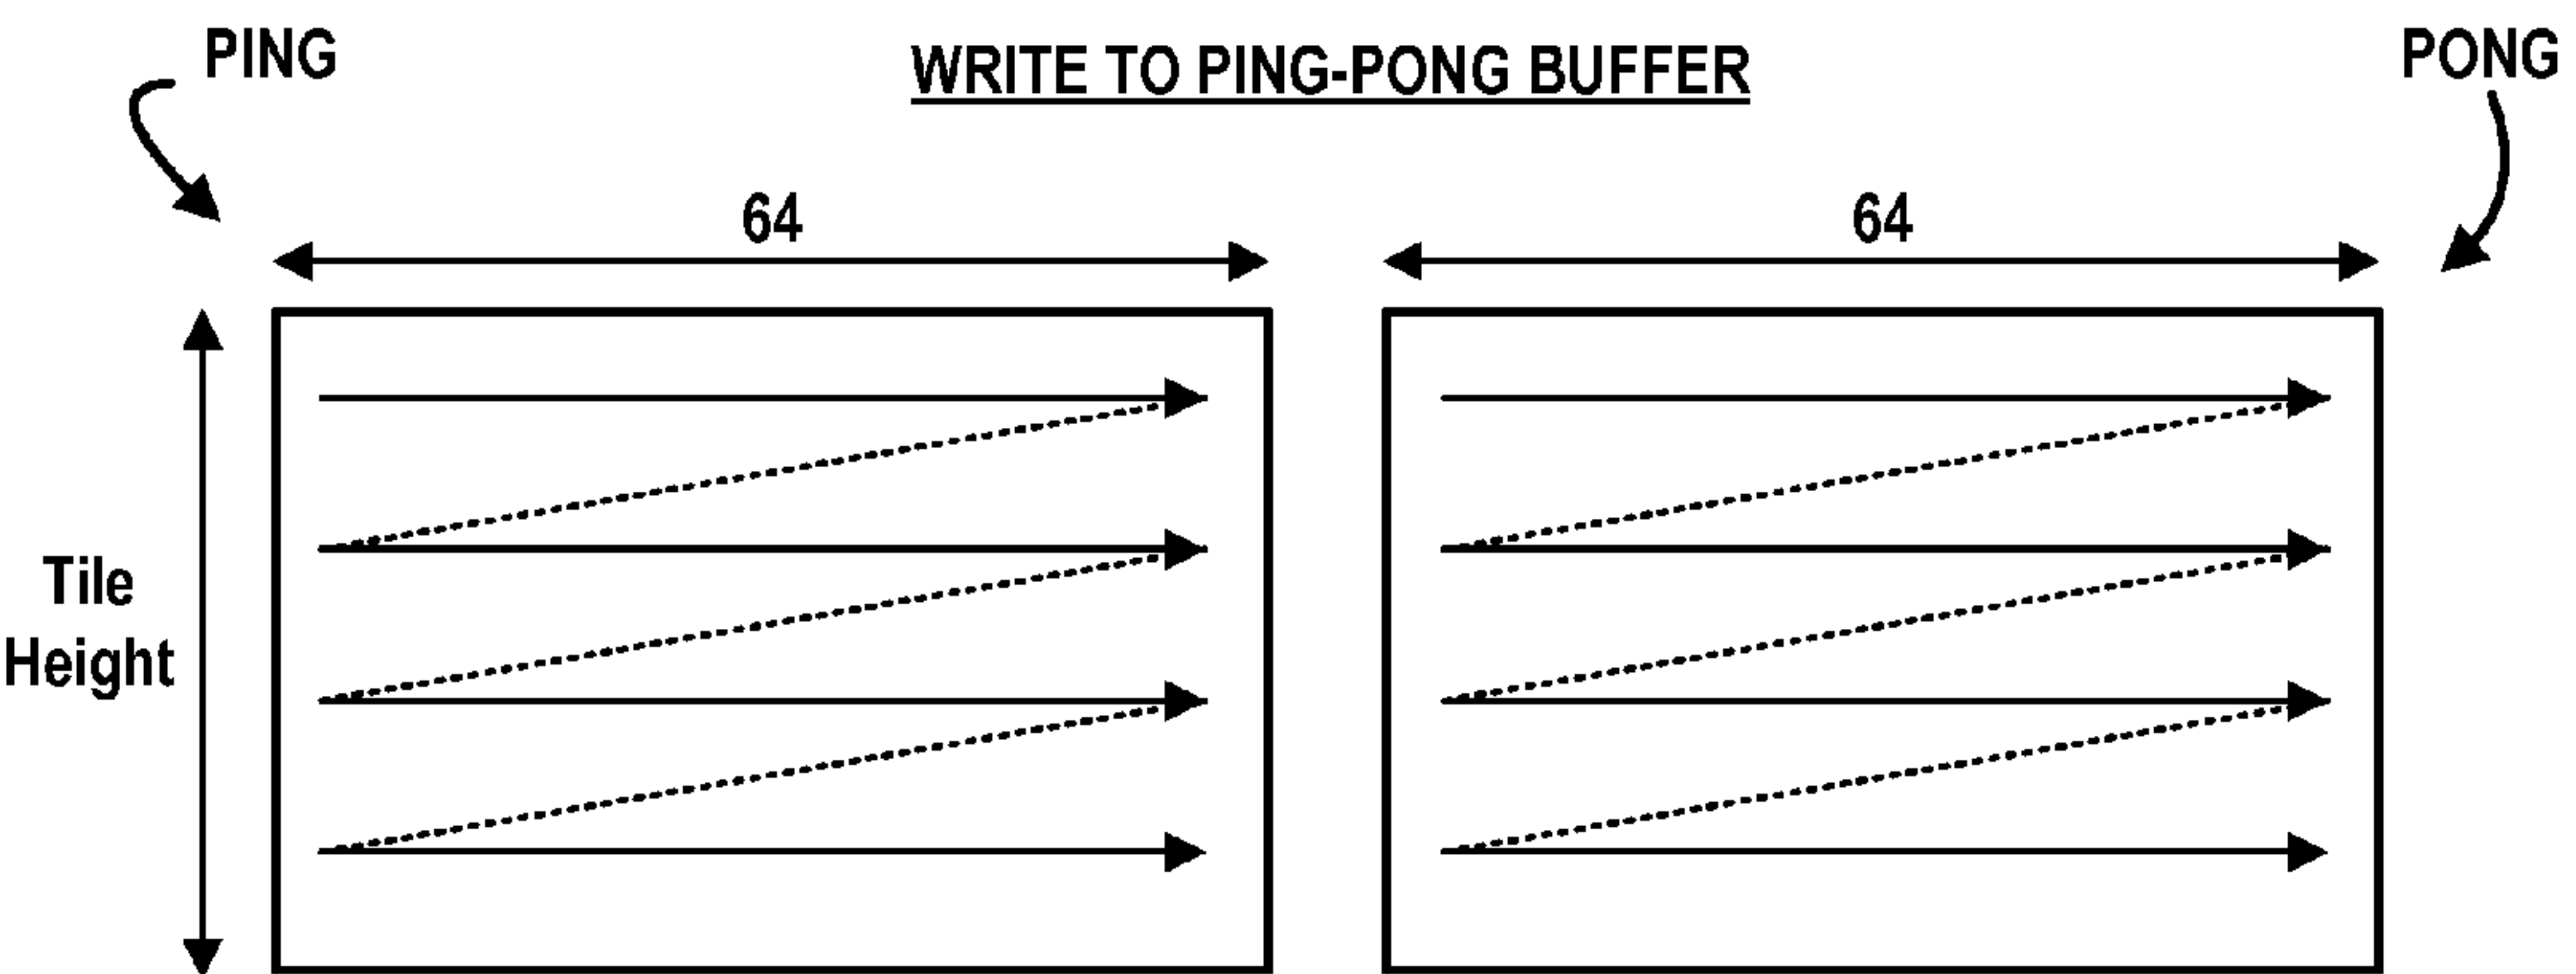 PING
WRITE TO PING-PONG BUFFER
PONG
64
64
Tile
Height